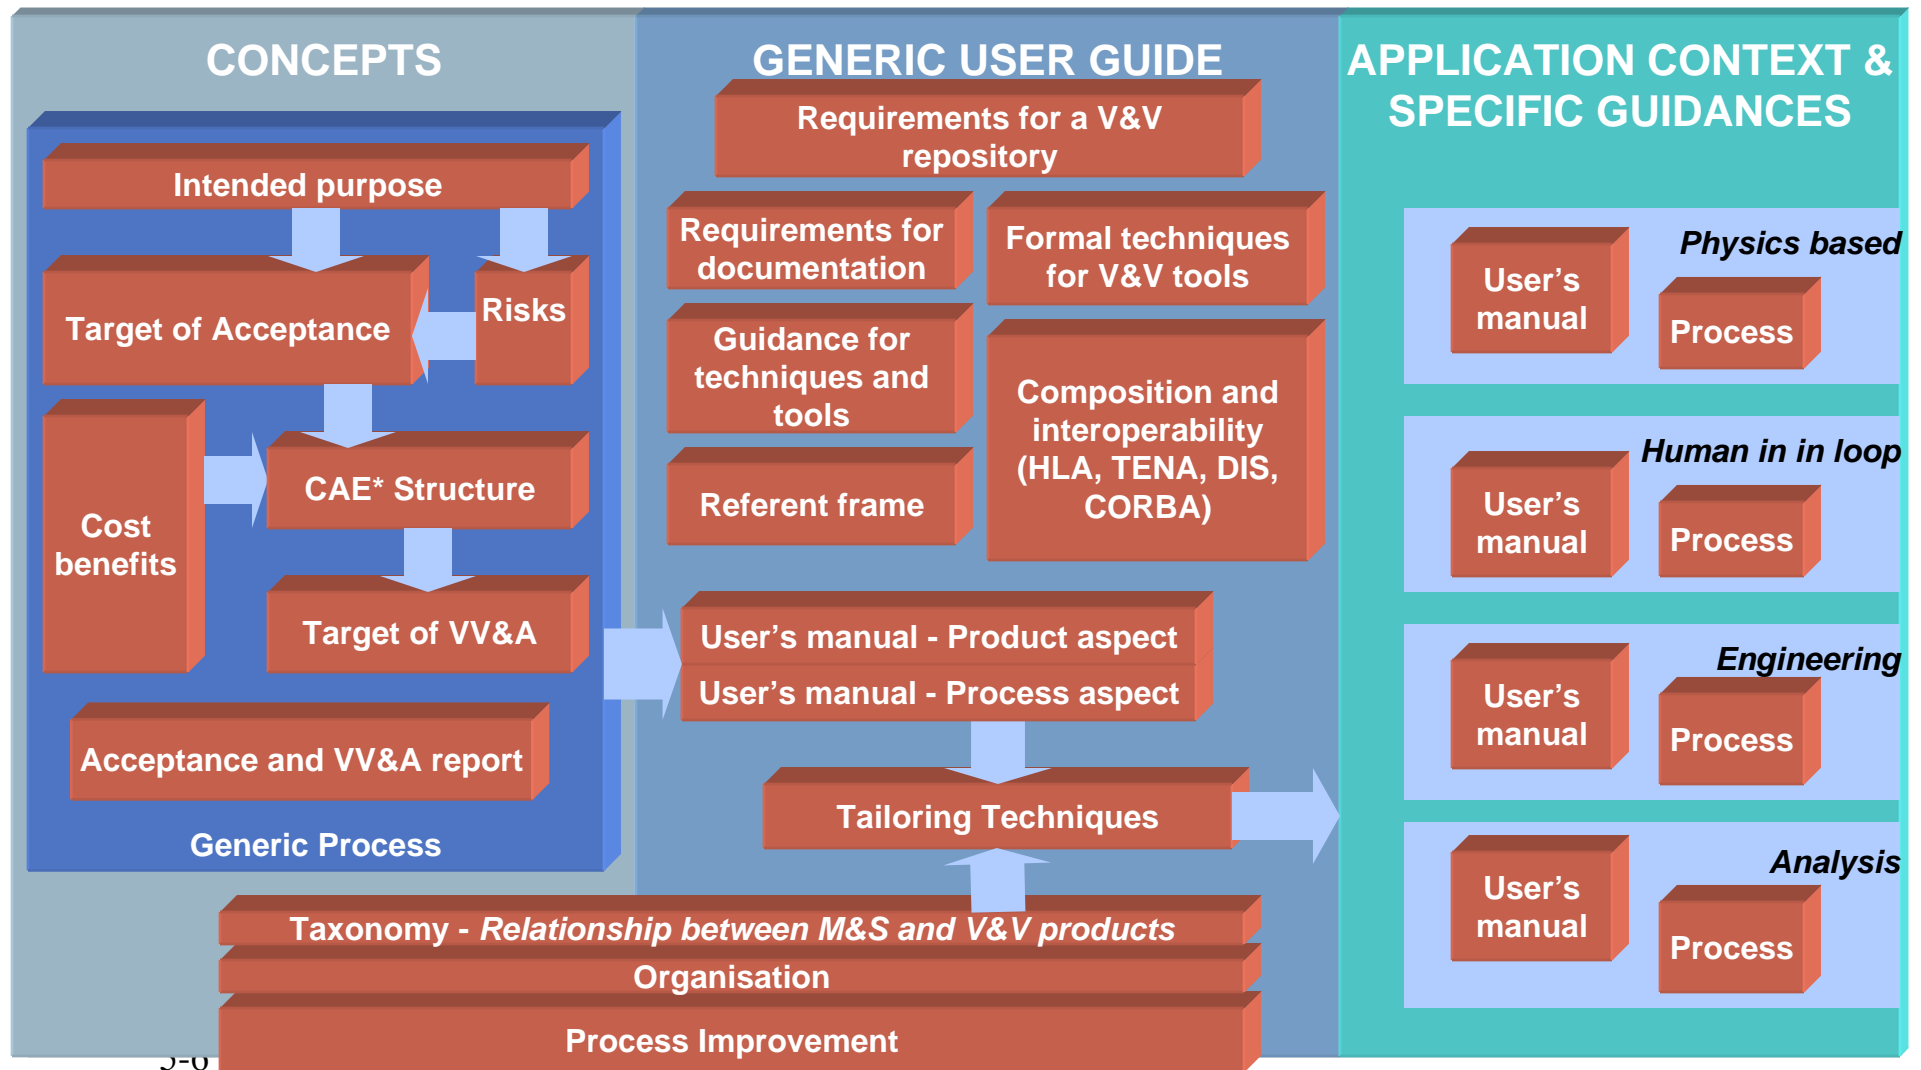 CONCEPTS
Intended purpose
Target of Acceptance
Risks
Cost
benefits
CAE* Structure
Target of VV&A
Acceptance and VV&A report
Generic Process
GENERIC USER GUIDE
Requirements for a V&V
repository
Requirements for
documentation
Formal techniques
for V&V tools
Guidance for
techniques and
tools
Composition and
interoperability
(HLA, TENA, DIS,
CORBA)
Referent frame
User’s manual - Product aspect
User’s manual - Process aspect
Tailoring Techniques
Taxonomy - Relationship between M&S and V&V products
Organisation
Process Improvement
APPLICATION CONTEXT &
SPECIFIC GUIDANCES
Physics based
User’s
manual
Process
Human in in loop
User’s
manual
Process
Engineering
User’s
manual
Process
Analysis
User’s
manual
Process
5-6